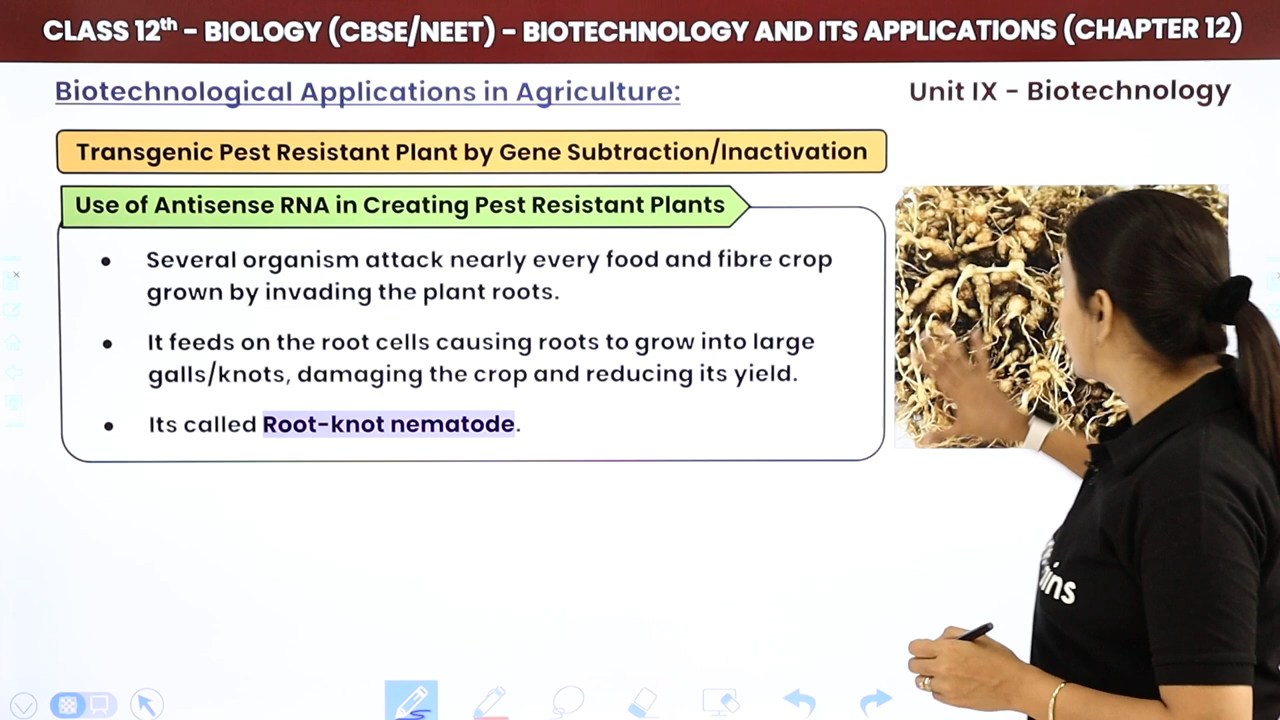 CLASS 12th - BIOLOGY (CBSE/NEET) - BIOTECHNOLOGY AND ITS APPLICATIONS (CHAPTER 12)
Biotechnological Applications in Agriculture:
Unit IX - Biotechnology
Transgenic Pest Resistant Plant by Gene Subtraction/Inactivation
Use of Antisense RNA in Creating Pest Resistant Plants
• Several organism attack nearly every food and fibre crop
grown by invading the plant roots.
• It feeds on the root cells causing roots to grow into large
galls/knots, damaging the crop and reducing its yield.
• Its called Root-knot nematode.